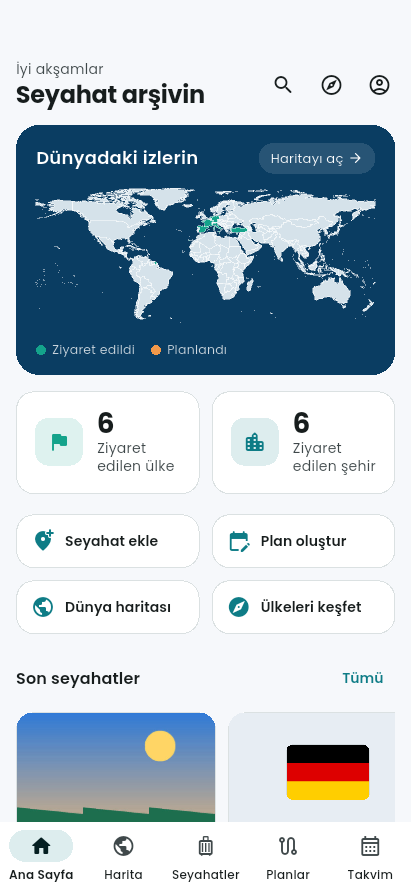 İyi akşamlar
Seyahat arşivin
Dünyadaki izlerin
Haritayı aç
Ziyaret edildi
Planlandı
6
Ziyaret
edilen ülke
6
Ziyaret
edilen şehir
Seyahat ekle
Plan oluştur
Dünya haritası
Ülkeleri keşfet
Son seyahatler
Tümü
Ana Sayfa
Harita
Seyahatler
Planlar
Takvim